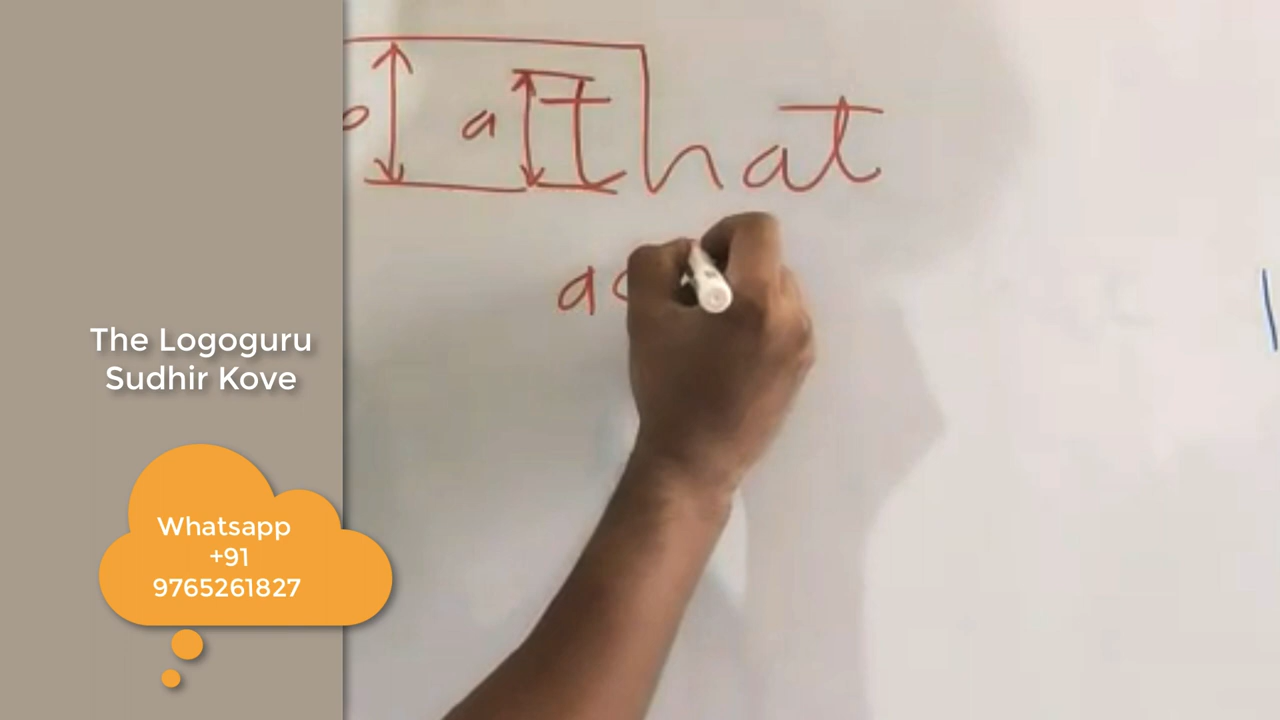 The Logoguru
Sudhir Kove
Whatsapp
+91
9765261827
a that